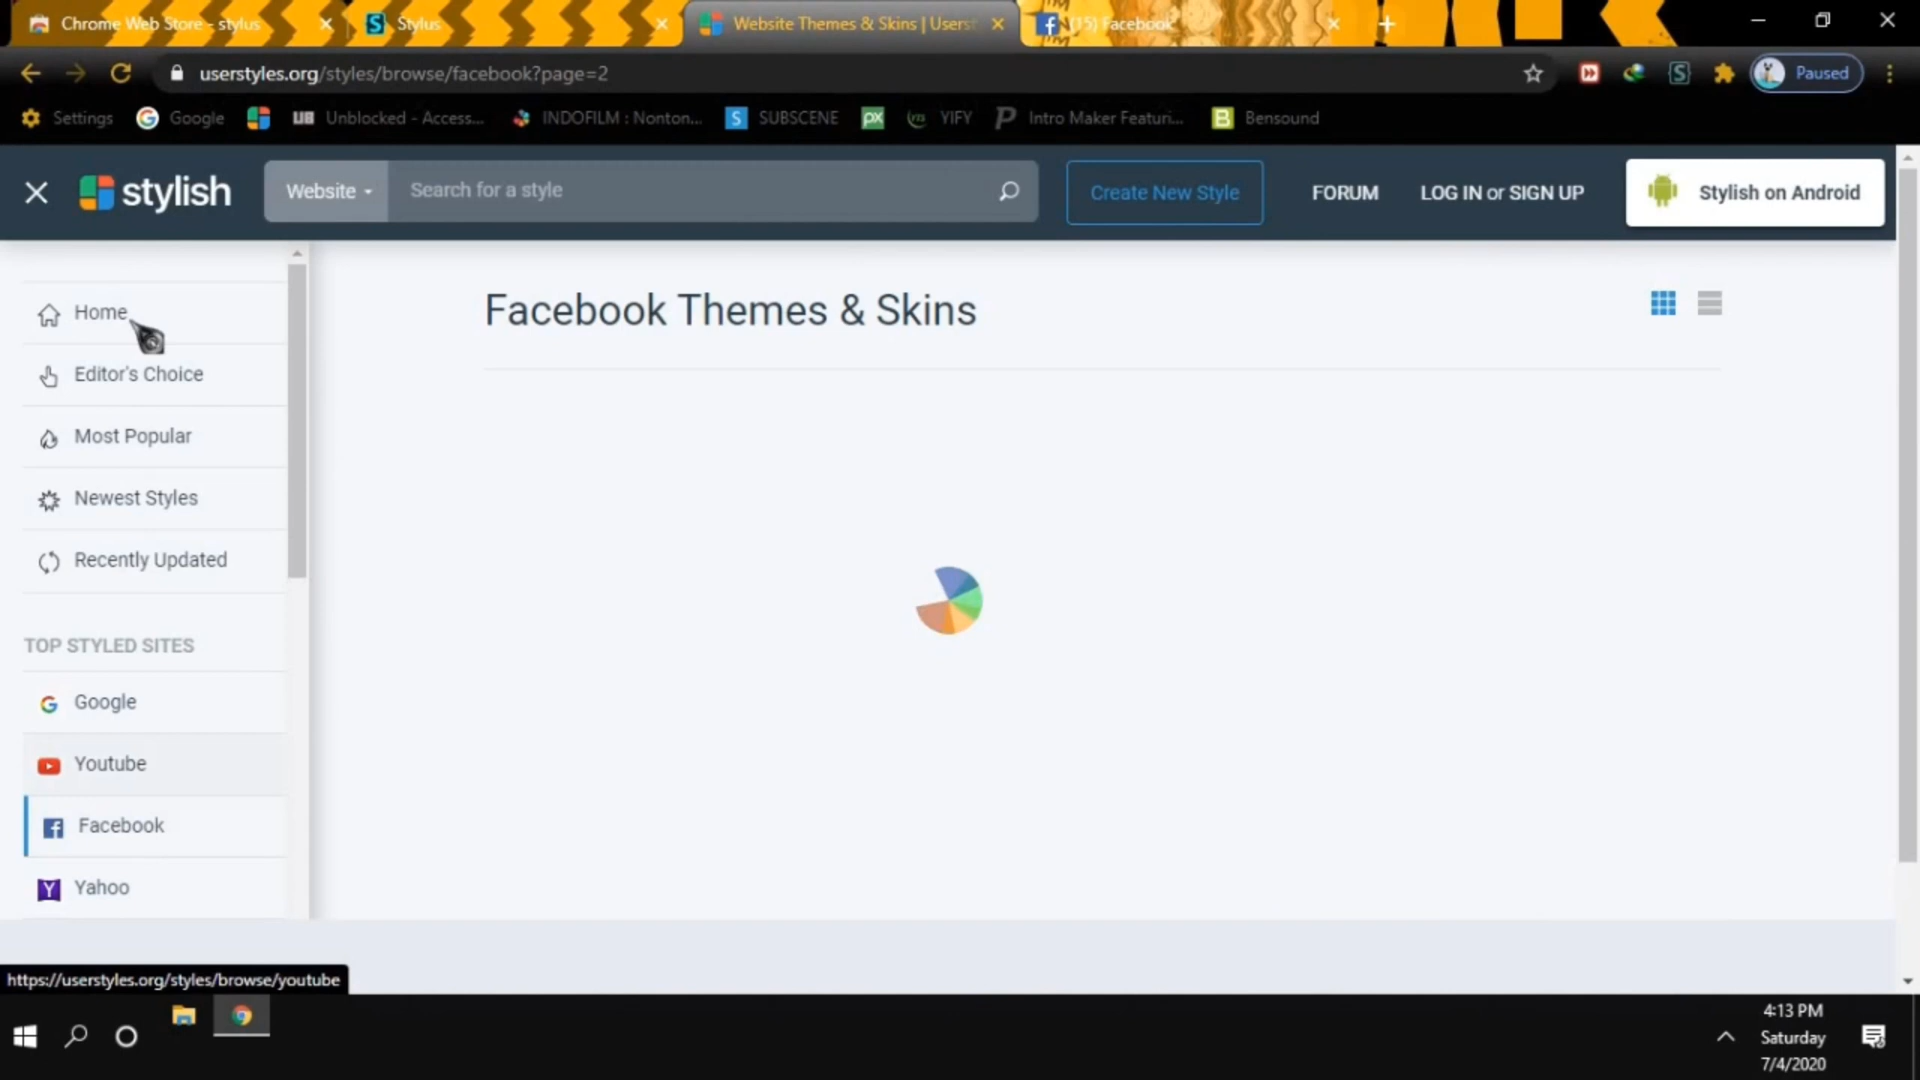 Chrome Web Store - stylus
Stylus
Website Themes & Skins | Userst
(15) Facebook
userstyles.org/styles/browse/facebook?page=2
Paused
Settings
Google
UB Unblocked - Access...
INDOFILM : Nonton...
S SUBSCENE
PX
YIFY
Intro Maker Featuri...
B Bensound
stylish
Website
Search for a style
Create New Style
FORUM
LOG IN or SIGN UP
Stylish on Android
Home
Editor's Choice
Most Popular
Newest Styles
Recently Updated
TOP STYLED SITES
Google
Youtube
Facebook
Yahoo
Facebook Themes & Skins
https://userstyles.org/styles/browse/youtube
4:13 PM
Saturday
7/4/2020